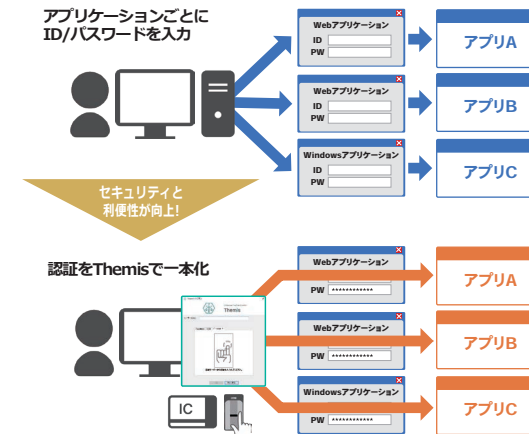 アプリケーションごとに
ID/パスワードを入力
Webアプリケーション
ID
PW
アプリA
Webアプリケーション
ID
PW
アプリB
Windowsアプリケーション
ID
PW
アプリC
セキュリティと
利便性が向上!
認証をThemisで一本化
Themis
IC
Webアプリケーション
PW ************
アプリA
Webアプリケーション
PW ************
アプリB
Windowsアプリケーション
PW ************
アプリC